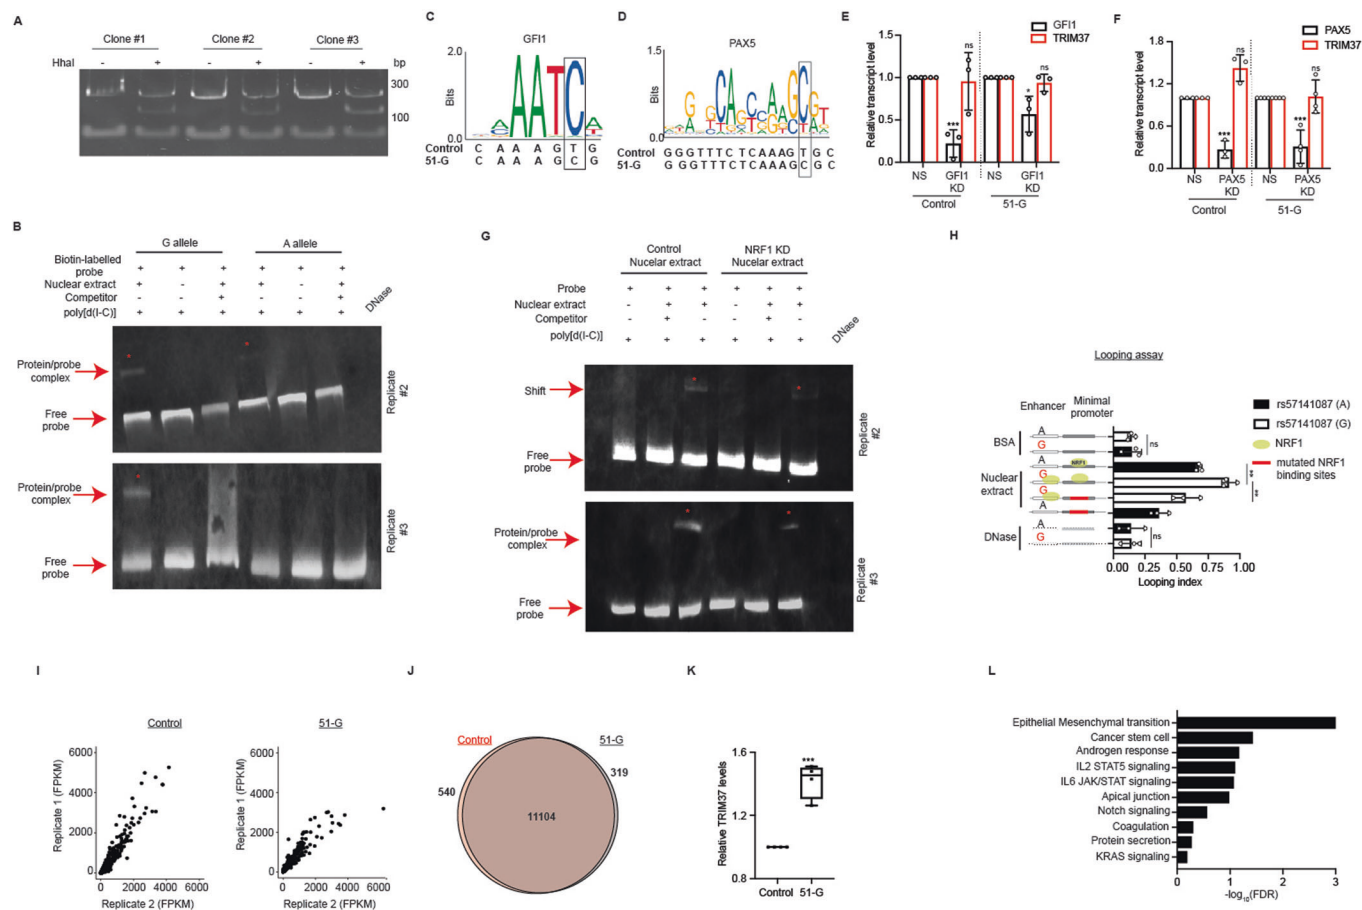 A
Clone #1 Clone #2 Clone #3
HhaI - + - + - + bp
300
100
B
G allele A allele
Biotin-labelled probe + + + + + +
Nuclear extract + - + + - +
Competitor - - + - - +
poly[d(I-C)] + + + + + +
DNase
Protein/probe complex
Free probe
Replicate #2
Protein/probe complex
Free probe
Replicate #3
C
GFI1
2.0
Bits
0.0
Control C A A A G T G
51-G C A A A G C G
D
PAX5
1.5
Bits
0.0
Control G G G T T T C T C A A A G T G C
51-G G G G T T T C T C A A A G C G C
E
GFI1
TRIM37
Relative transcript level
1.5
1.0
0.5
0.0
*** ns * ns
NS GFI1 KD NS GFI1 KD
Control 51-G
F
PAX5
TRIM37
Relative transcript level
1.8
1.2
0.6
0.0
*** ns *** ns
NS PAX5 KD NS PAX5 KD
Control 51-G
G
Control Nucelar extract NRF1 KD Nucelar extract
Probe + + + + + +
Nuclear extract - + + - + +
Competitor - + - - + -
poly[d(I-C)] + + + + + +
DNase
Shift
Free probe
Replicate #2
Protein/probe complex
Free probe
Replicate #3
H
Looping assay
Enhancer Minimal promoter
BSA
A
G
Nuclear extract
A
NRF1
G
G
A
DNase
A
G
ns
**
**
ns
0.00 0.25 0.50 0.75 1.00
Looping index
rs57141087 (A)
rs57141087 (G)
NRF1
mutated NRF1 binding sites
I
Control
Replicate 1 (FPKM)
6000
4000
2000
0
0 2000 4000 6000
Replicate 2 (FPKM)
51-G
Replicate 1 (FPKM)
6000
4000
2000
0
0 2000 4000 6000
Replicate 2 (FPKM)
J
Control 51-G
540 11104 319
K
Relative TRIM37 levels
1.6
1.2
0.8
***
Control 51-G
L
Epithelial Mesenchymal transition
Cancer stem cell
Androgen response
IL2 STAT5 signaling
IL6 JAK/STAT signaling
Apical junction
Notch signaling
Coagulation
Protein secretion
KRAS signaling
0 1 2 3
-log10(FDR)